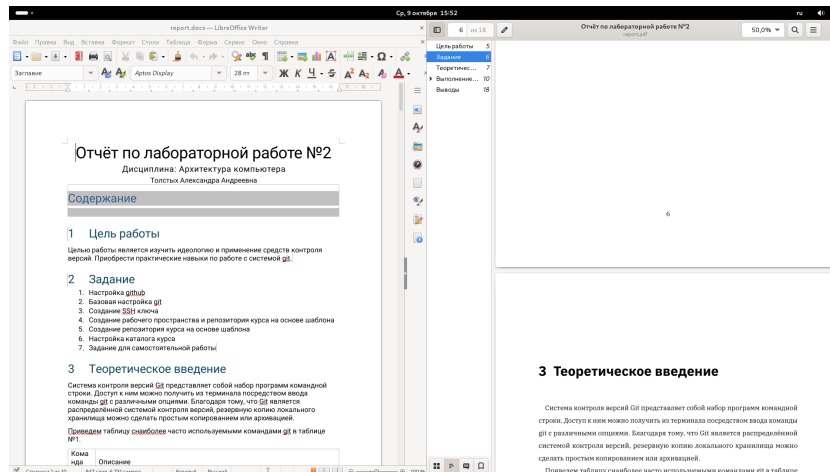 Ср, 9 октября 15:52
ru
report.docx — LibreOffice Writer
Файл Правка Вид Вставка Формат Стили Таблица Форма Сервис Окно Справка
Заглавие
Aptos Display
28 пт
Ж К Ч
Отчёт по лабораторной работе №2
Дисциплина: Архитектура компьютера
Толстых Александра Андреевна
Содержание
1 Цель работы
Целью работы является изучить идеологию и применение средств контроля
версий. Приобрести практические навыки по работе с системой git.
2 Задание
1. Настройка github
2. Базовая настройка git
3. Создание SSH ключа
4. Создание рабочего пространства и репозитория курса на основе шаблона
5. Создание репозитория курса на основе шаблона
6. Настройка каталога курса
7. Задание для самостоятельной работы
3 Теоретическое введение
Система контроля версий Git представляет собой набор программ командной
строки. Доступ к ним можно получить из терминала посредством ввода
команды git с различными опциями. Благодаря тому, что Git является
распределённой системой контроля версий, резервную копию локального
хранилища можно сделать простым копированием или архивацией.
Приведем таблицу снаиболее часто используемыми командами git в таблице
№1.
Кома
нда Описание
6 из 18
Отчёт по лабораторной работе №2
report.pdf
50,0%
Цель работы 5
Задание 6
Теоретичес... 7
Выполнение... 10
Выводы 18
6
3 Теоретическое введение
Система контроля версий Git представляет собой набор программ командной
строки. Доступ к ним можно получить из терминала посредством ввода команды
git с различными опциями. Благодаря тому, что Git является распределённой
системой контроля версий, резервную копию локального хранилища можно
сделать простым копированием или архивацией.
Приведем таблицу снаиболее часто используемыми командами git в таблице